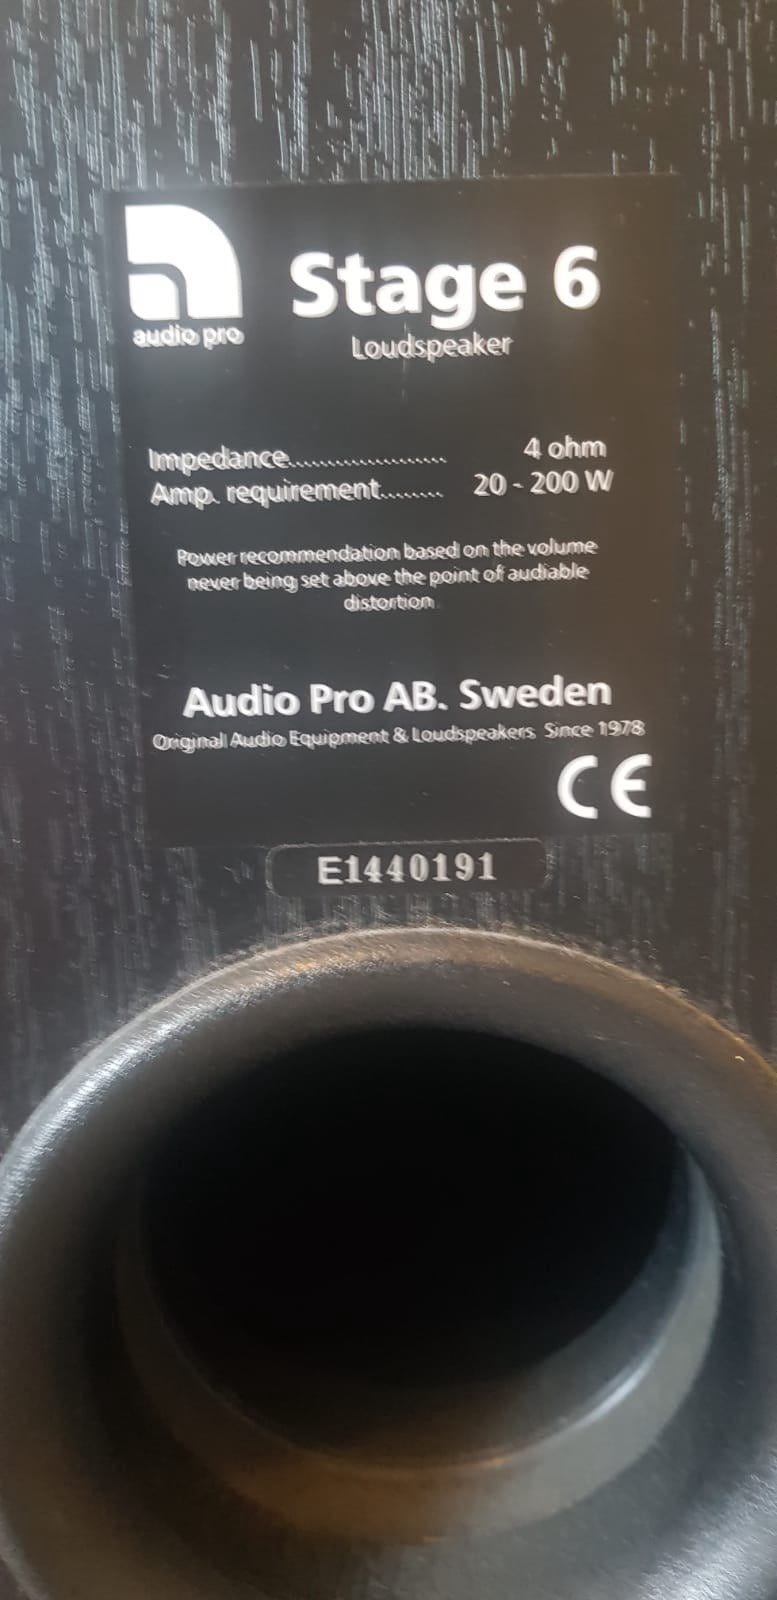 audio pro
Stage 6
Loudspeaker
Impedance...................... 4 ohm
Amp. requirement........ 20 - 200 W
Power recommendation based on the volume
never being set above the point of audiable
distortion
Audio Pro AB. Sweden
Original Audio Equipment & Loudspeakers Since 1978
CE
E1440191